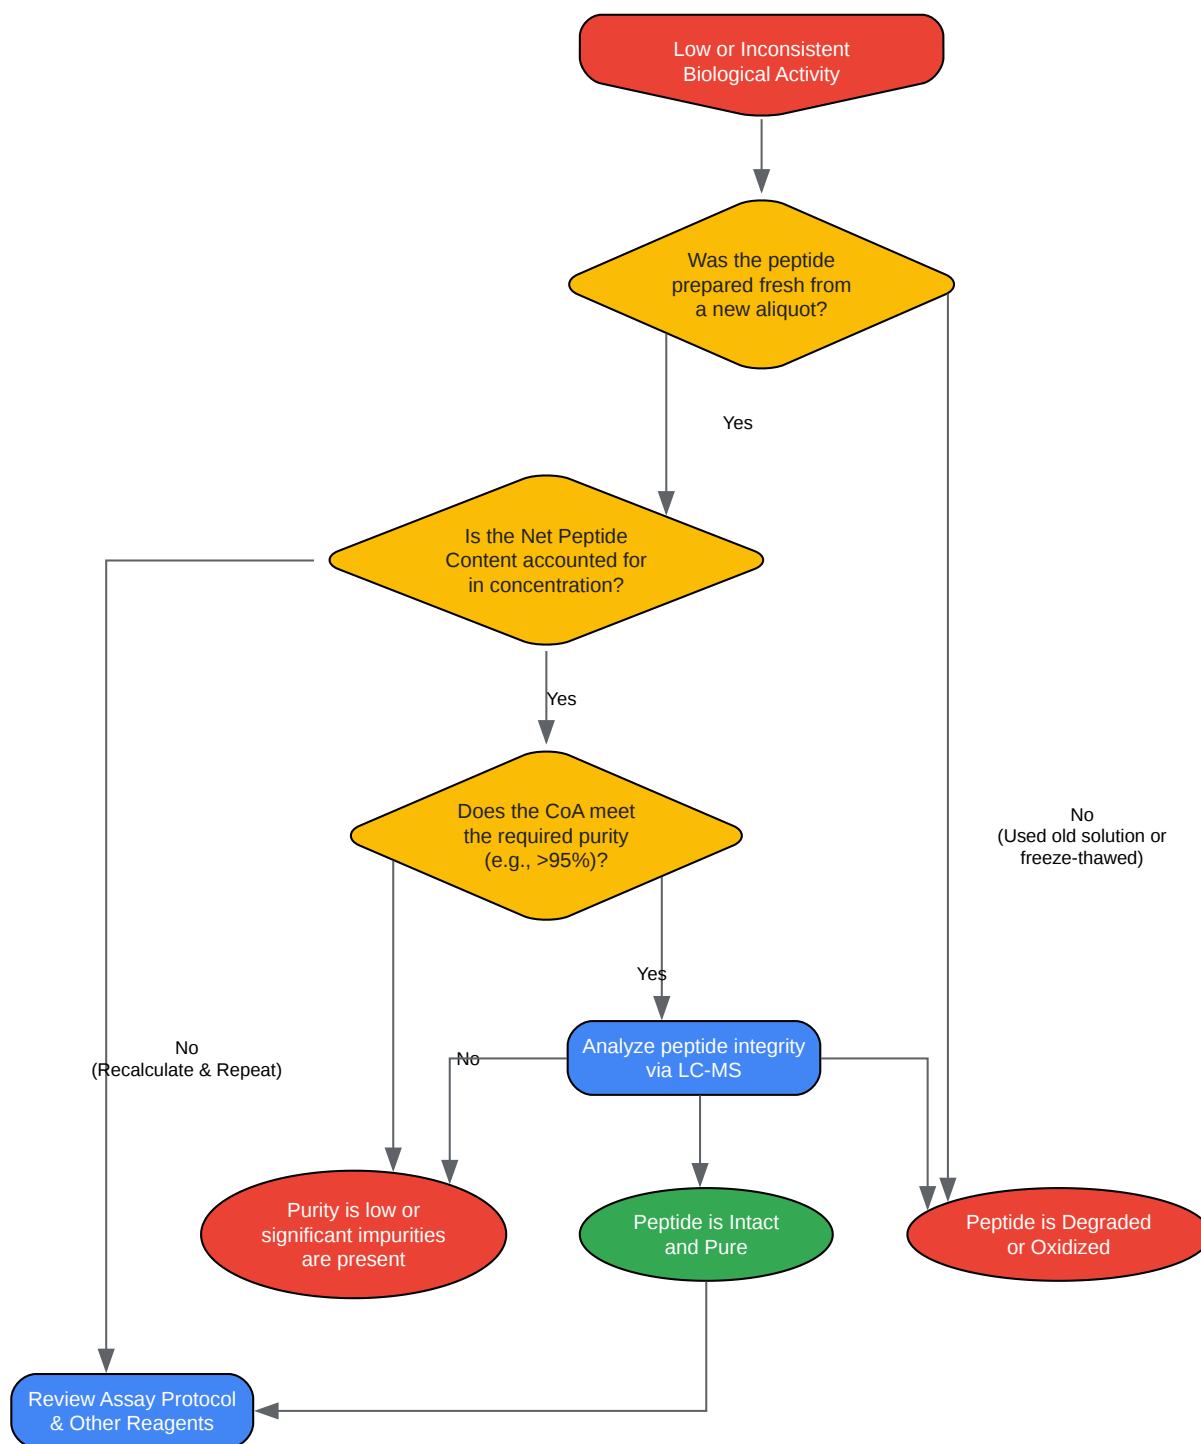 Low or Inconsistent
Biological Activity
Was the peptide
prepared fresh from
a new aliquot?
Yes
Is the Net Peptide
Content accounted for
in concentration?
Yes
Does the CoA meet
the required purity
(e.g., >95%)?
No
(Used old solution or
freeze-thawed)
Yes
No
(Recalculate & Repeat)
No
Analyze peptide integrity
via LC-MS
Purity is low or
significant impurities
are present
Peptide is Intact
and Pure
Peptide is Degraded
or Oxidized
Review Assay Protocol
& Other Reagents